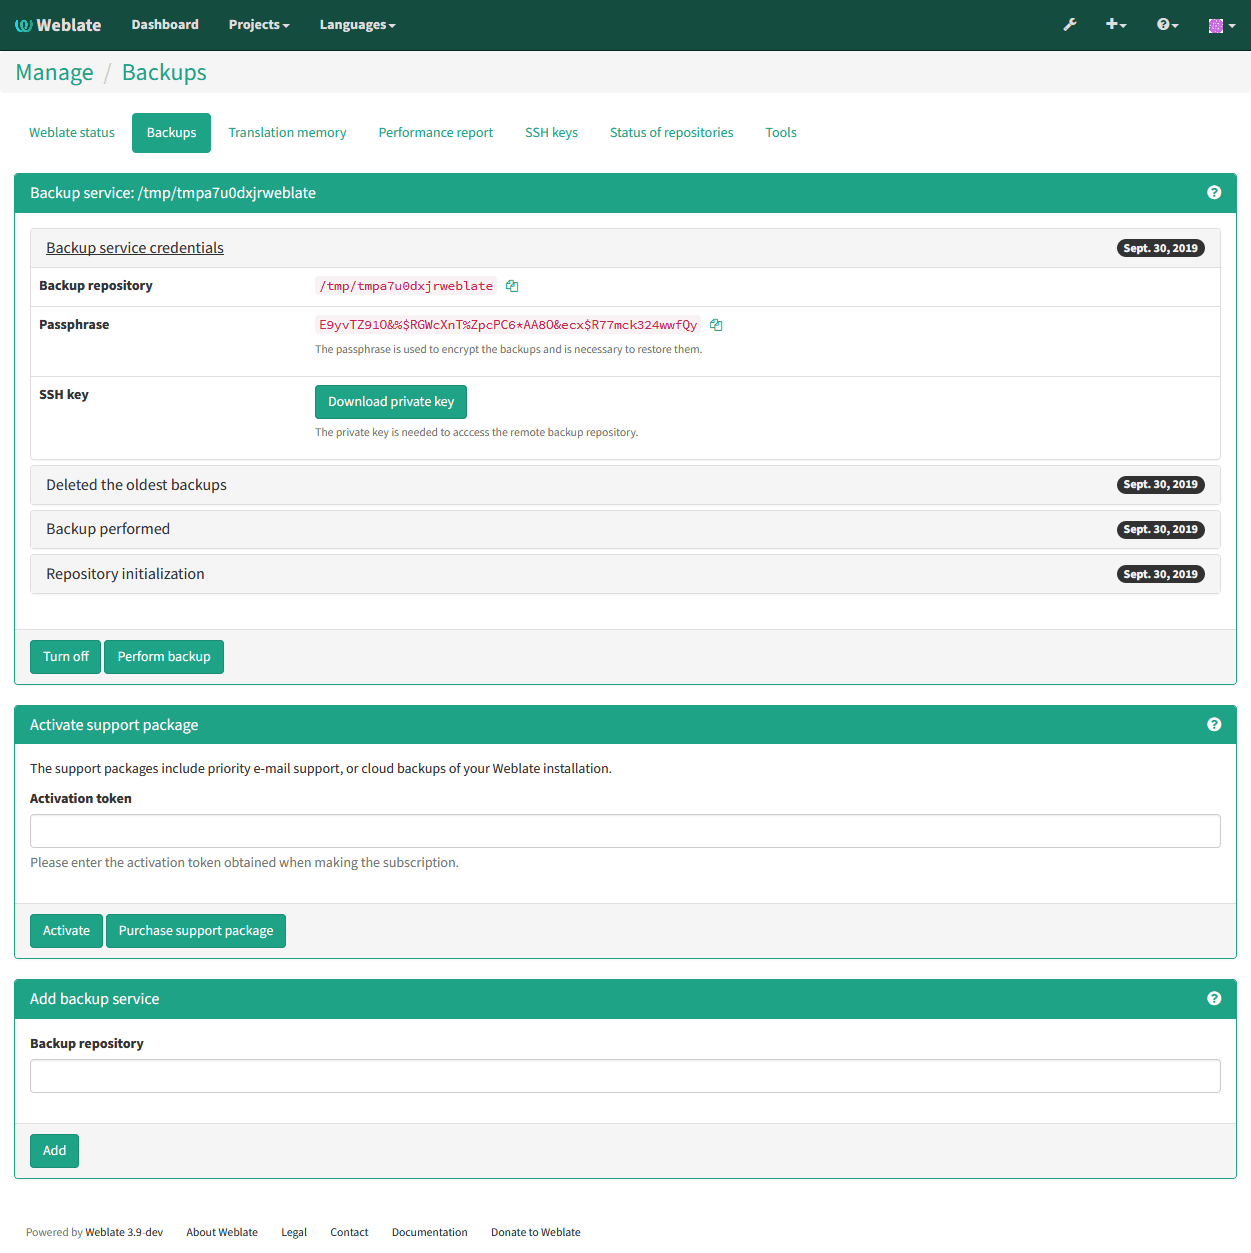 Weblate Dashboard Projects Languages
Manage / Backups
Weblate status Backups Translation memory Performance report SSH keys Status of repositories Tools
Backup service: /tmp/tmpa7u0dxjrweblate
Backup service credentials Sept. 30, 2019
Backup repository /tmp/tmpa7u0dxjrweblate
Passphrase E9yvTZ91O&%$RGWcXnT%ZpcPC6*AA8O&ecx$R77mck324wwfQy
The passphrase is used to encrypt the backups and is necessary to restore them.
SSH key Download private key
The private key is needed to acccess the remote backup repository.
Deleted the oldest backups Sept. 30, 2019
Backup performed Sept. 30, 2019
Repository initialization Sept. 30, 2019
Turn off Perform backup
Activate support package
The support packages include priority e-mail support, or cloud backups of your Weblate installation.
Activation token
Please enter the activation token obtained when making the subscription.
Activate Purchase support package
Add backup service
Backup repository
Add
Powered by Weblate 3.9-dev About Weblate Legal Contact Documentation Donate to Weblate